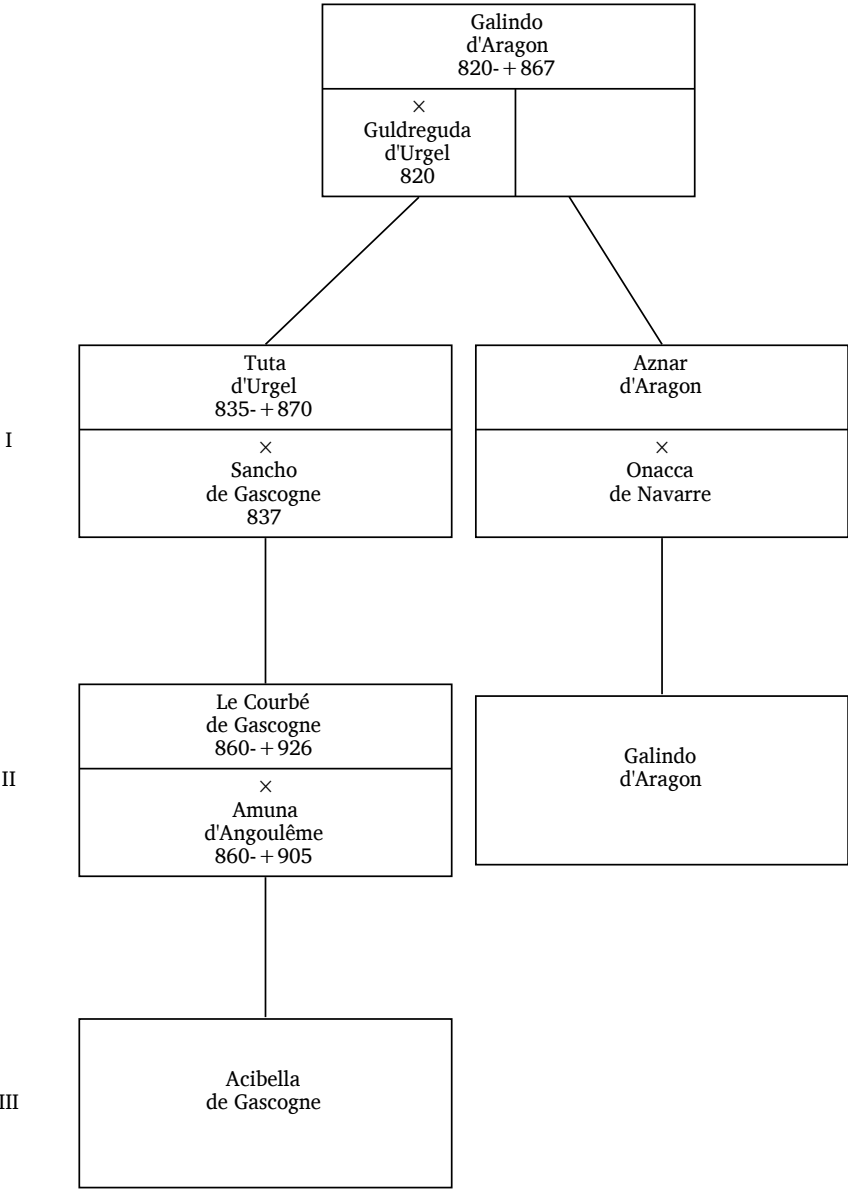 Galindo
d'Aragon
820-+867
×
Guldreguda
d'Urgel
820
I
Tuta
d'Urgel
835-+870
×
Sancho
de Gascogne
837
Aznar
d'Aragon
×
Onacca
de Navarre
II
Le Courbé
de Gascogne
860-+926
×
Amuna
d'Angoulême
860-+905
Galindo
d'Aragon
III
Acibella
de Gascogne